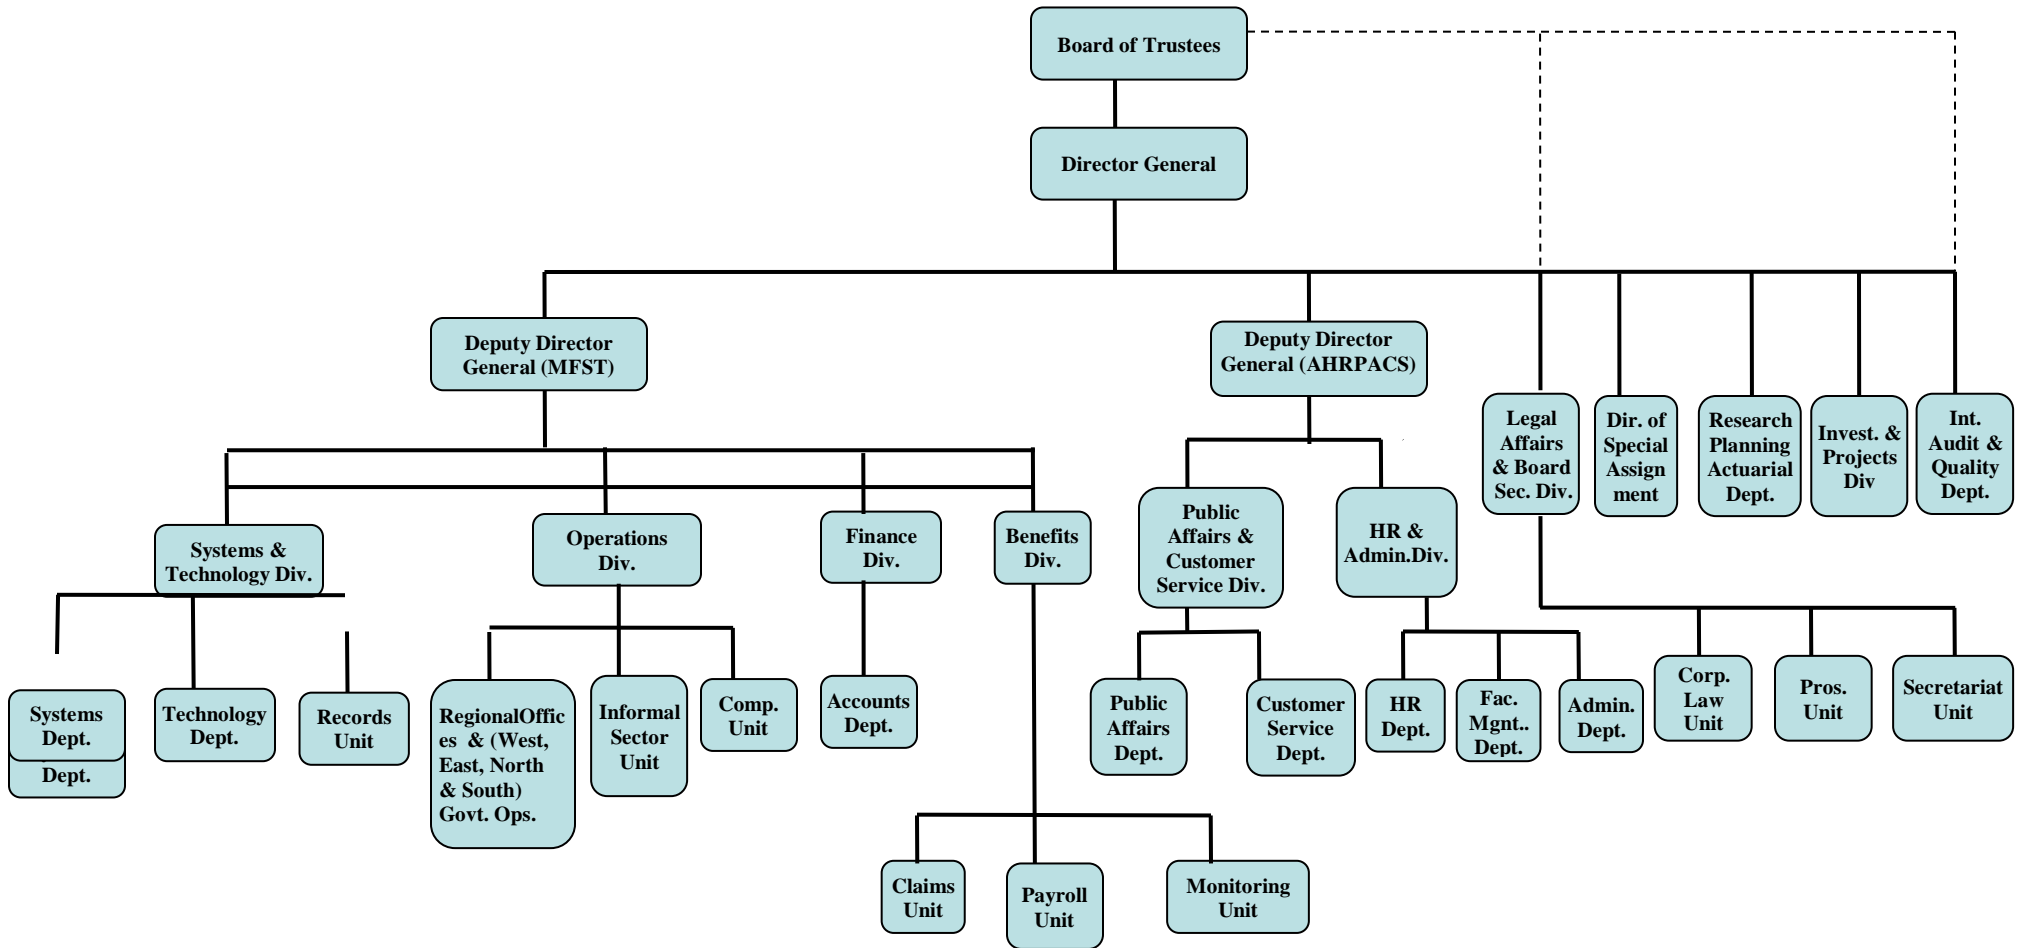 Board of Trustees
Director General
Deputy Director
General (MFST)
Deputy Director
General (AHRPACS)
Legal
Affairs
& Board
Sec. Div.
Dir. of
Special
Assign
ment
Research
Planning
Actuarial
Dept.
Invest. &
Projects
Div
Int.
Audit &
Quality
Dept.
Systems &
Technology Div.
Operations
Div.
Finance
Div.
Benefits
Div.
Public
Affairs &
Customer
Service Div.
HR &
Admin.Div.
Systems
Dept.
Dept.
Technology
Dept.
Records
Unit
RegionalOffic
es & (West,
East, North
& South)
Govt. Ops.
Informal
Sector
Unit
Comp.
Unit
Accounts
Dept.
Public
Affairs
Dept.
Customer
Service
Dept.
HR
Dept.
Fac.
Mgnt..
Dept.
Admin.
Dept.
Corp.
Law
Unit
Pros.
Unit
Secretariat
Unit
Claims
Unit
Payroll
Unit
Monitoring
Unit